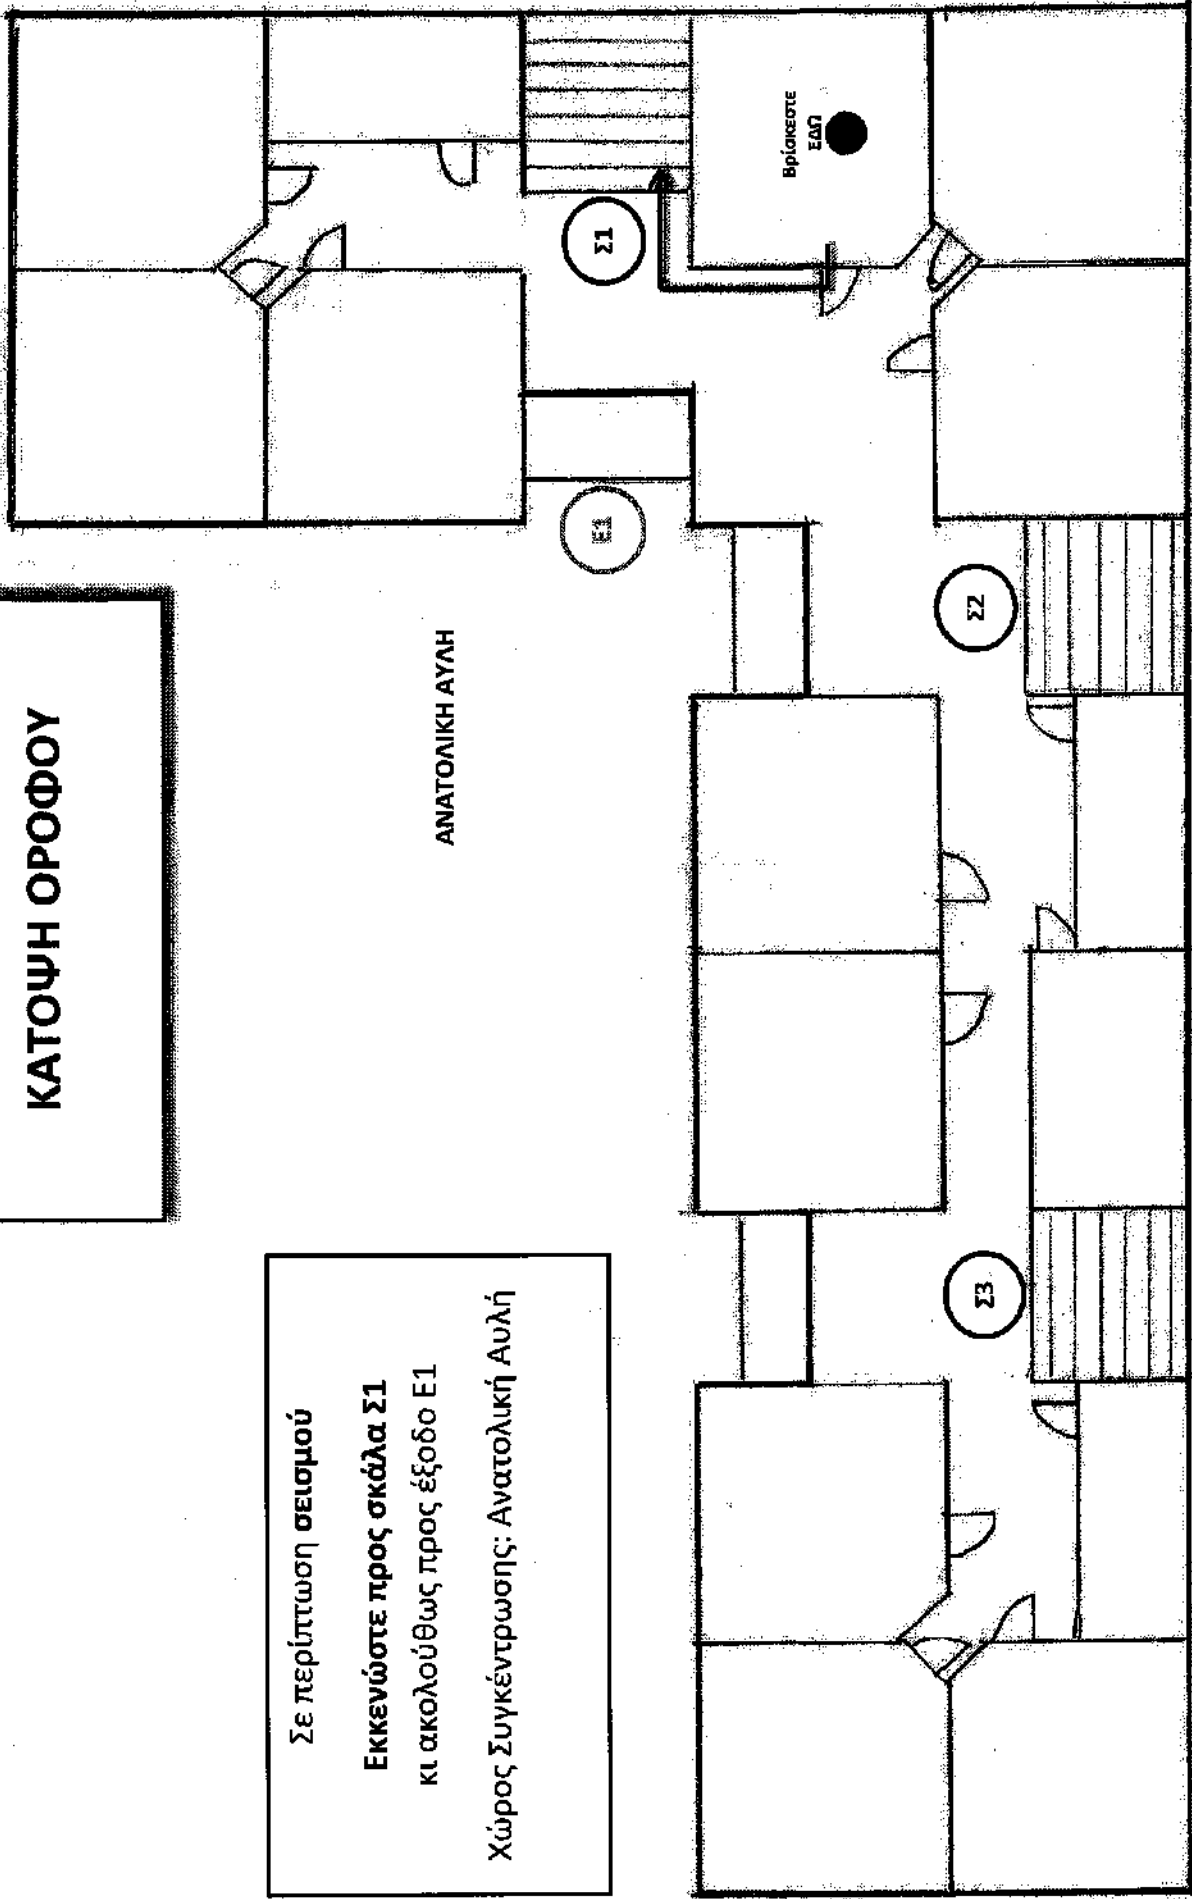 ΚΑΤΟΨΗ ΟΡΟΦΟΥ
Σε περίπτωση σεισμού
Εκκενώστε προς σκάλα Σ1
κι ακολούθως προς έξοδο Ε1
Χώρος Συγκέντρωσης: Ανατολική Αυλή
ΑΝΑΤΟΛΙΚΗ ΑΥΛΗ
Ε1
Σ1
Βρίσκεστε
ΕΔΩ
Σ2
Σ3